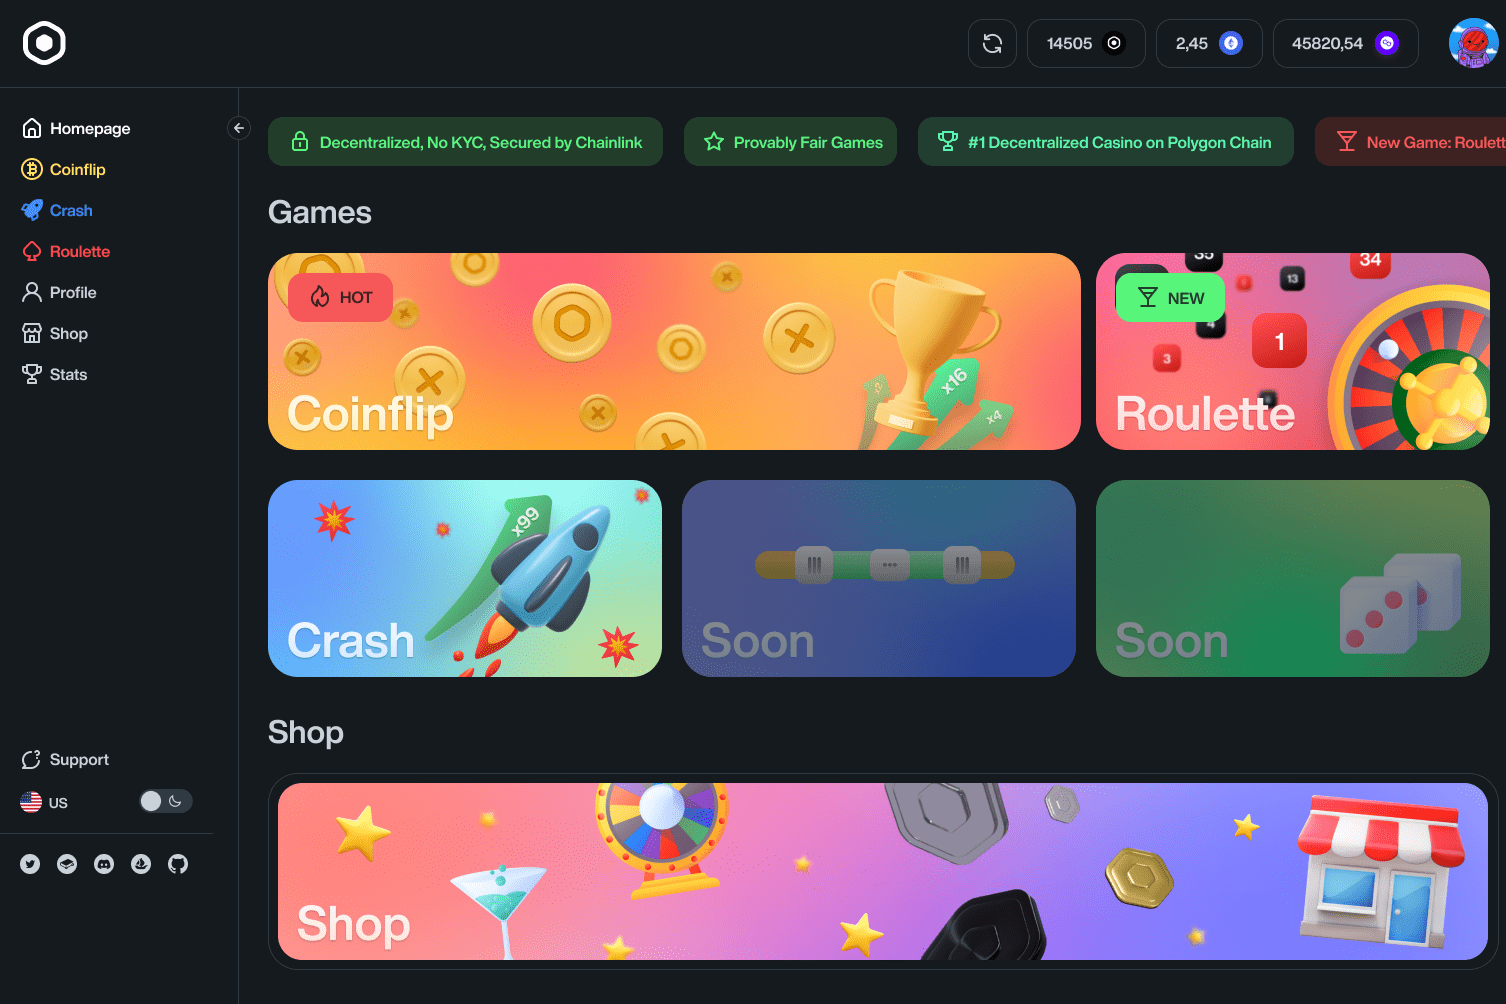 14505
2,45
45820,54
Homepage
Coinflip
Crash
Roulette
Profile
Shop
Stats
Support
US
Decentralized, No KYC, Secured by Chainlink
Provably Fair Games
#1 Decentralized Casino on Polygon Chain
New Game: Roulett
Games
HOT
x2
x16
x4
Coinflip
35
34
13
NEW
4
1
3
Roulette
x99
Crash
Soon
Soon
Shop
Shop